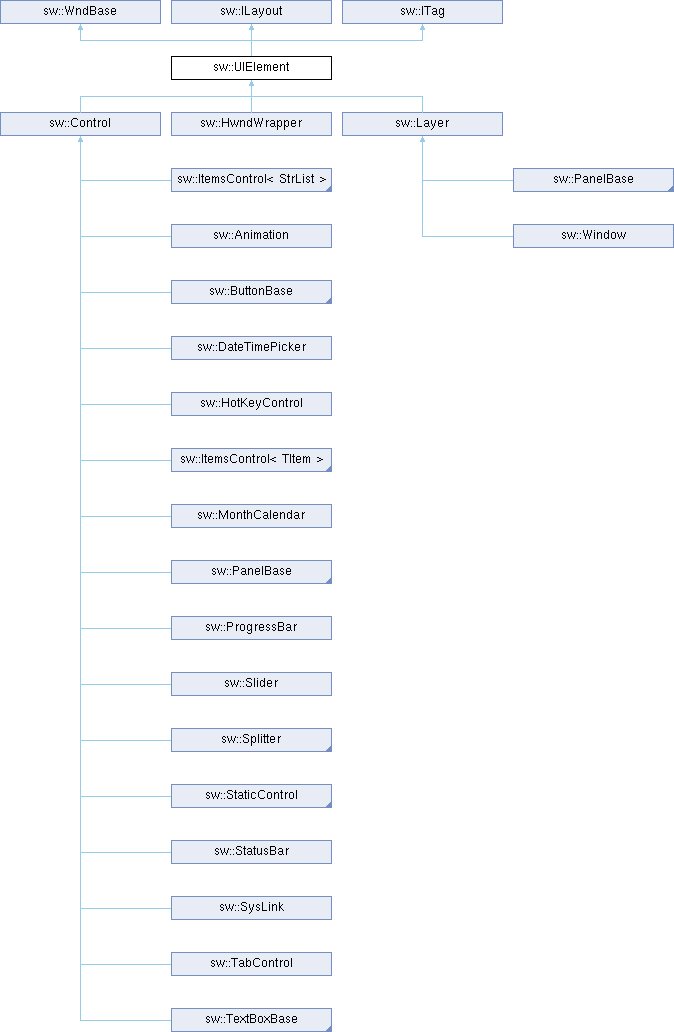 sw::WndBase
sw::ILayout
sw::ITag
sw::UIElement
sw::Control
sw::HwndWrapper
sw::Layer
sw::ItemsControl< StrList >
sw::PanelBase
sw::Animation
sw::Window
sw::ButtonBase
sw::DateTimePicker
sw::HotKeyControl
sw::ItemsControl< TItem >
sw::MonthCalendar
sw::PanelBase
sw::ProgressBar
sw::Slider
sw::Splitter
sw::StaticControl
sw::StatusBar
sw::SysLink
sw::TabControl
sw::TextBoxBase